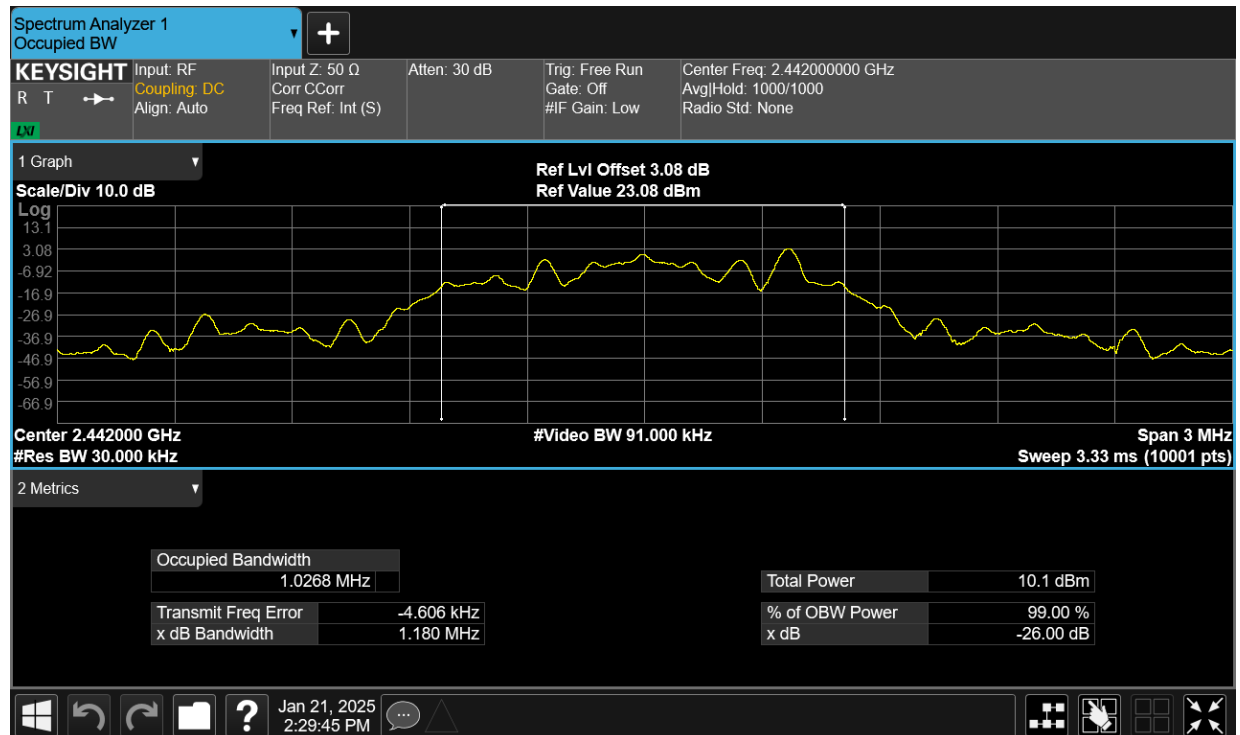 Spectrum Analyzer 1
Occupied BW
KEYSIGHT
R T
LXI
Input: RF
Coupling: DC
Align: Auto
Input Z: 50 Ω
Corr CCorr
Freq Ref: Int (S)
Atten: 30 dB
Trig: Free Run
Gate: Off
#IF Gain: Low
Center Freq: 2.442000000 GHz
Avg|Hold: 1000/1000
Radio Std: None
1 Graph
Ref Lvl Offset 3.08 dB
Scale/Div 10.0 dB
Ref Value 23.08 dBm
Log
13.1
3.08
-6.92
-16.9
-26.9
-36.9
-46.9
-56.9
-66.9
Center 2.442000 GHz
#Video BW 91.000 kHz
Span 3 MHz
#Res BW 30.000 kHz
Sweep 3.33 ms (10001 pts)
2 Metrics
Occupied Bandwidth
1.0268 MHz
Total Power 10.1 dBm
Transmit Freq Error -4.606 kHz
% of OBW Power 99.00 %
x dB Bandwidth 1.180 MHz
x dB -26.00 dB
?
Jan 21, 2025
2:29:45 PM